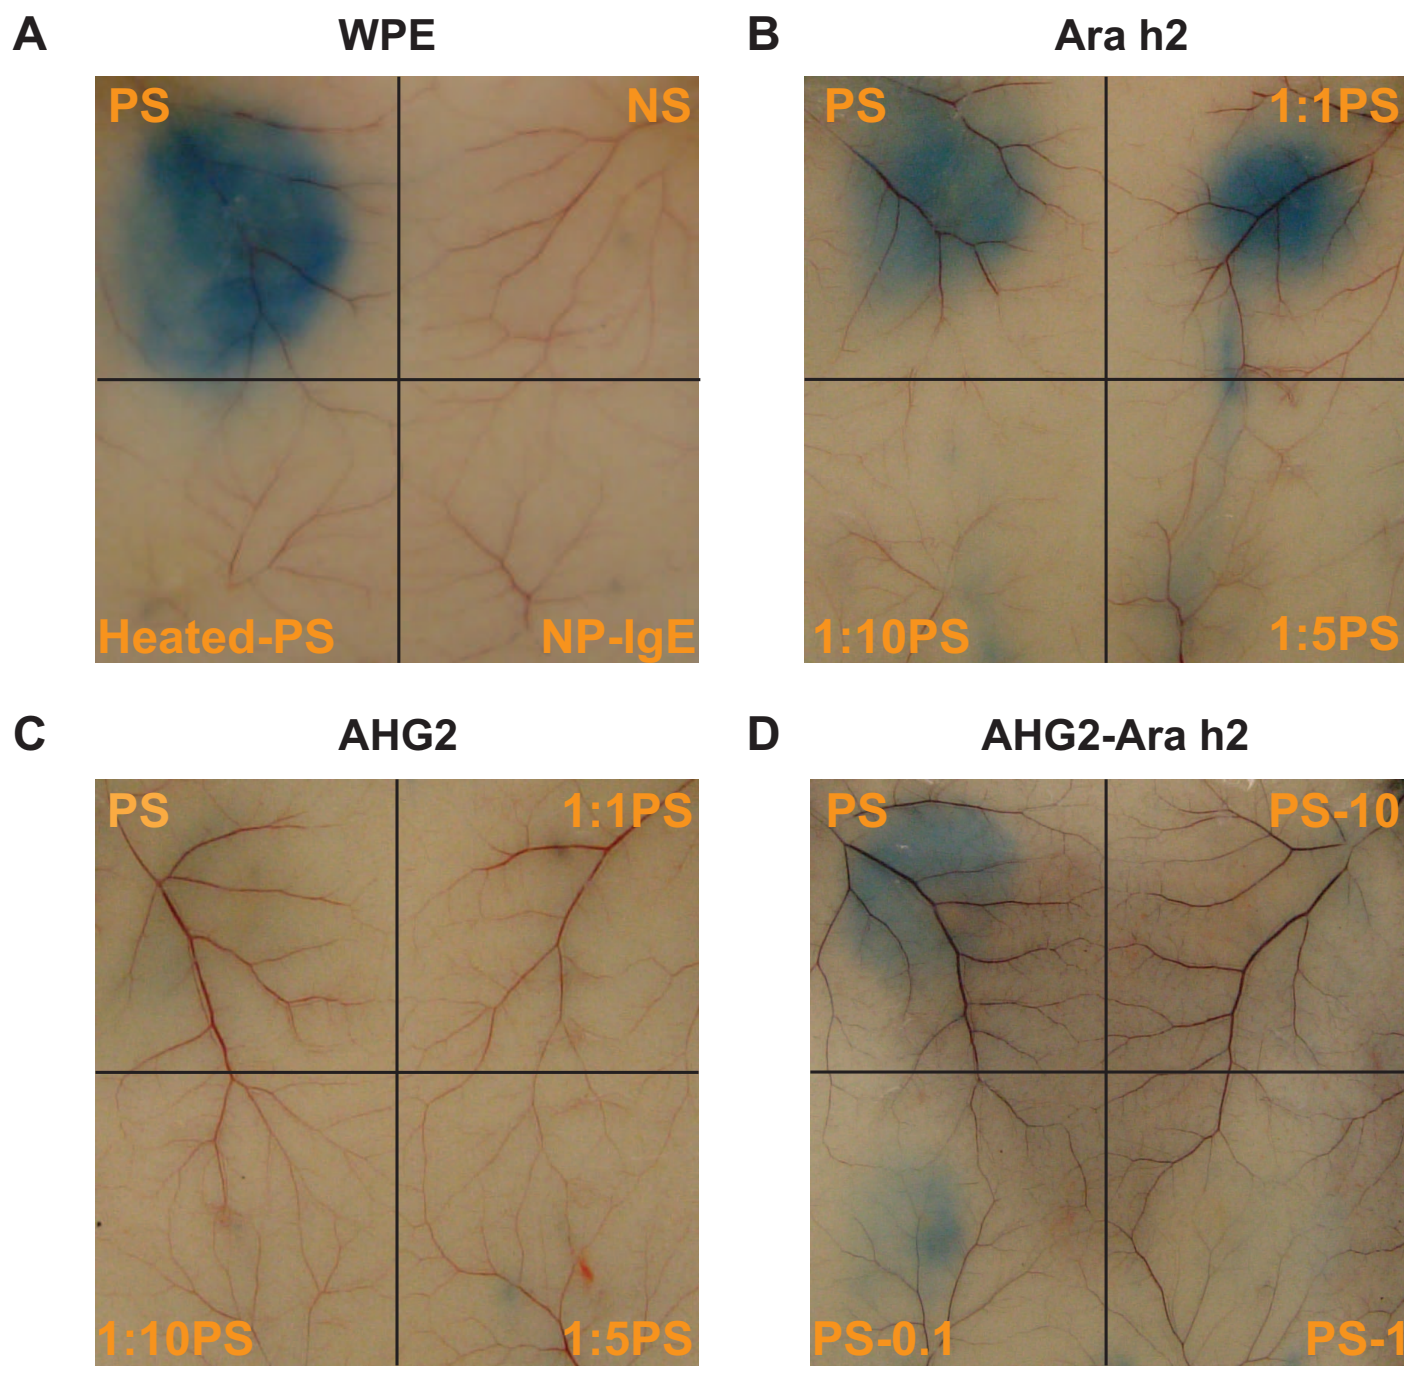 A
WPE
PS
NS
Heated-PS
NP-IgE
B
Ara h2
PS
1:1PS
1:10PS
1:5PS
C
AHG2
PS
1:1PS
1:10PS
1:5PS
D
AHG2-Ara h2
PS
PS-10
PS-0.1
PS-1